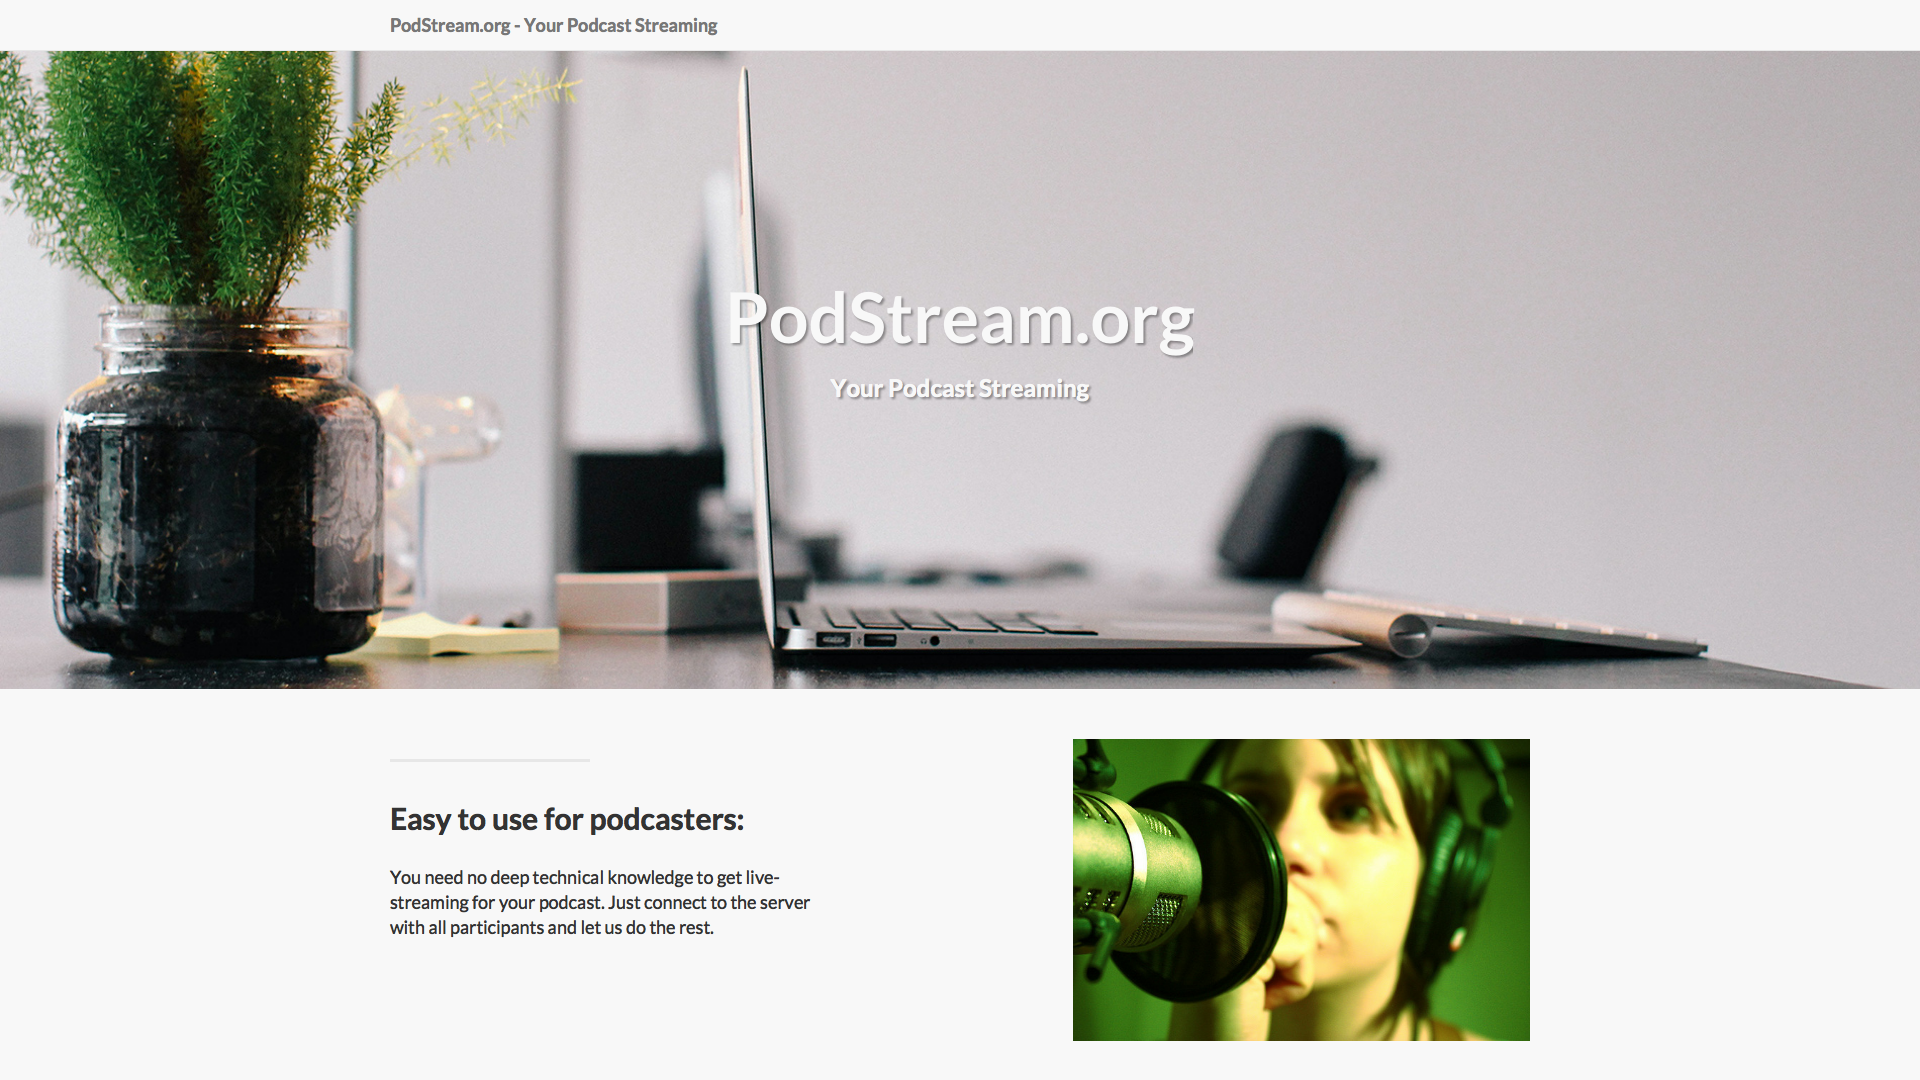 PodStream.org - Your Podcast Streaming
PodStream.org
Your Podcast Streaming
Easy to use for podcasters:
You need no deep technical knowledge to get live-
streaming for your podcast. Just connect to the server
with all participants and let us do the rest.